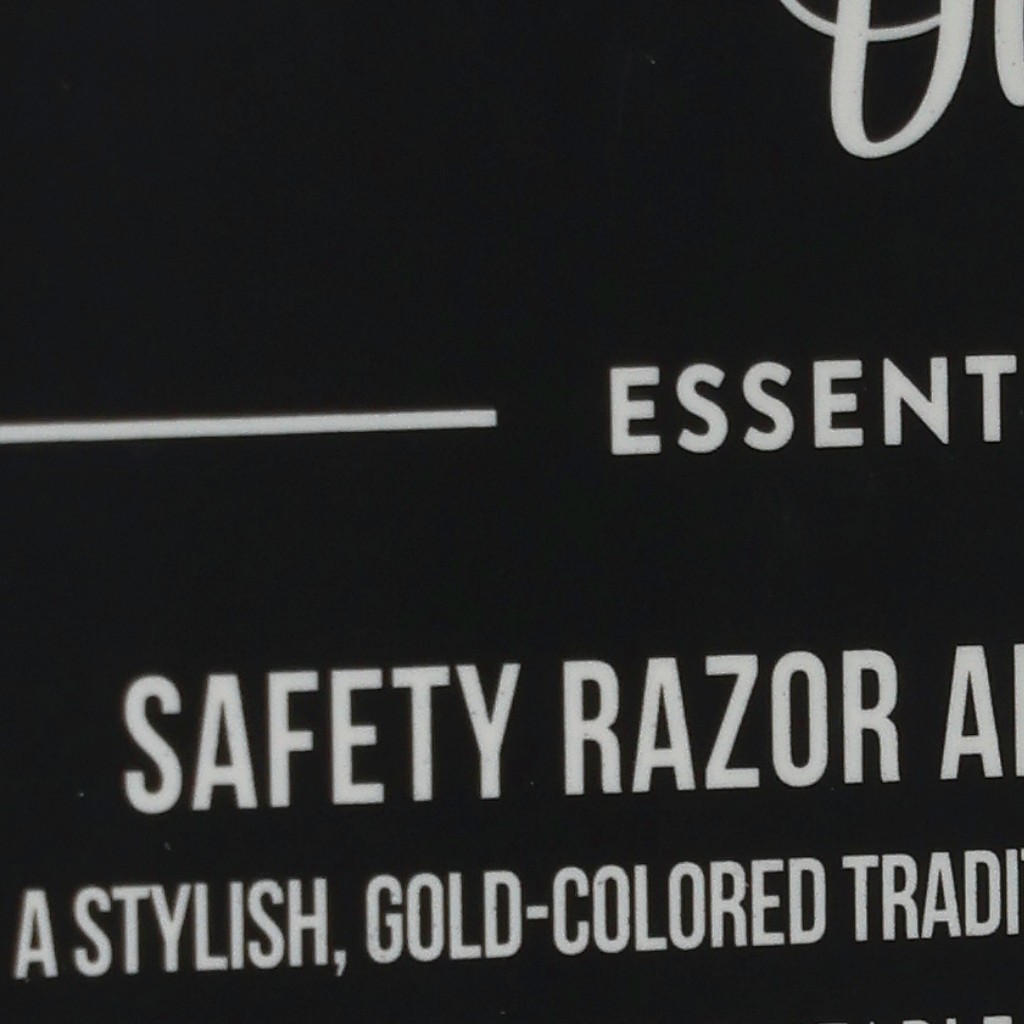 ESSENT
SAFETY RAZOR A
A STYLISH, GOLD-COLORED TRADIT